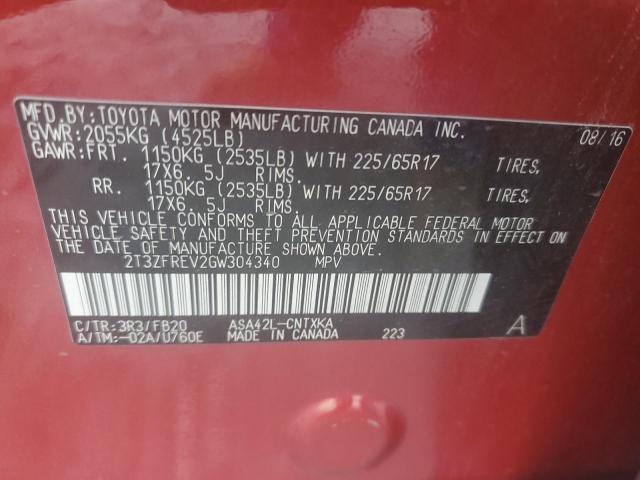 MFD. BY: TOYOTA MOTOR MANUFACTURING CANADA INC. 08/16
GVWR: 2055KG (4525LB)
GAWR: FRT. 1150KG (2535LB) WITH 225/65R17 TIRES,
17X6. 5J RIMS.
RR. 1150KG (2535LB) WITH 225/65R17 TIRES,
17X6. 5J RIMS.
THIS VEHICLE CONFORMS TO ALL APPLICABLE FEDERAL MOTOR
VEHICLE SAFETY AND THEFT PREVENTION STANDARDS IN EFFECT ON
THE DATE OF MANUFACTURE SHOWN ABOVE.
2T3ZFREV2GW304340 MPV
C/TR: 3R3/FB20 ASA42L-CNTXKA
A/TM: -02A/U760E MADE IN CANADA 223 A